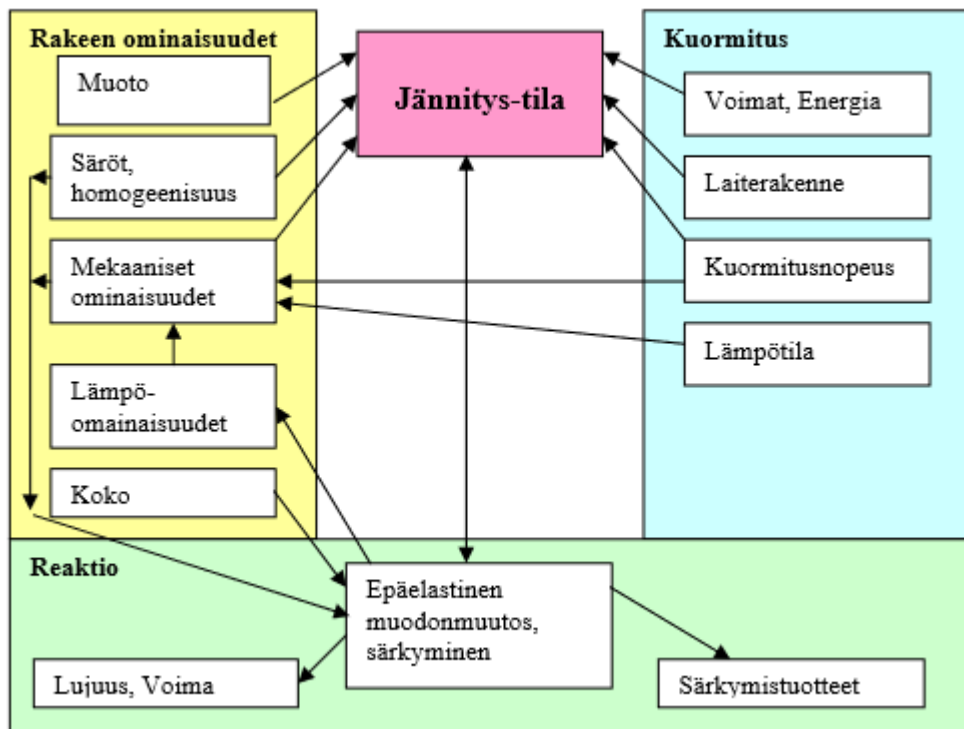 Rakeen ominaisuudet
Muoto
Säröt,
homogeenisuus
Mekaaniset
ominaisuudet
Lämpö-
omainaisuudet
Koko
Jännitys-tila
Kuormitus
Voimat, Energia
Laiterakenne
Kuormitusnopeus
Lämpötila
Reaktio
Epäelastinen
muodonmuutos,
särkyminen
Lujuus, Voima
Särkymistuotteet